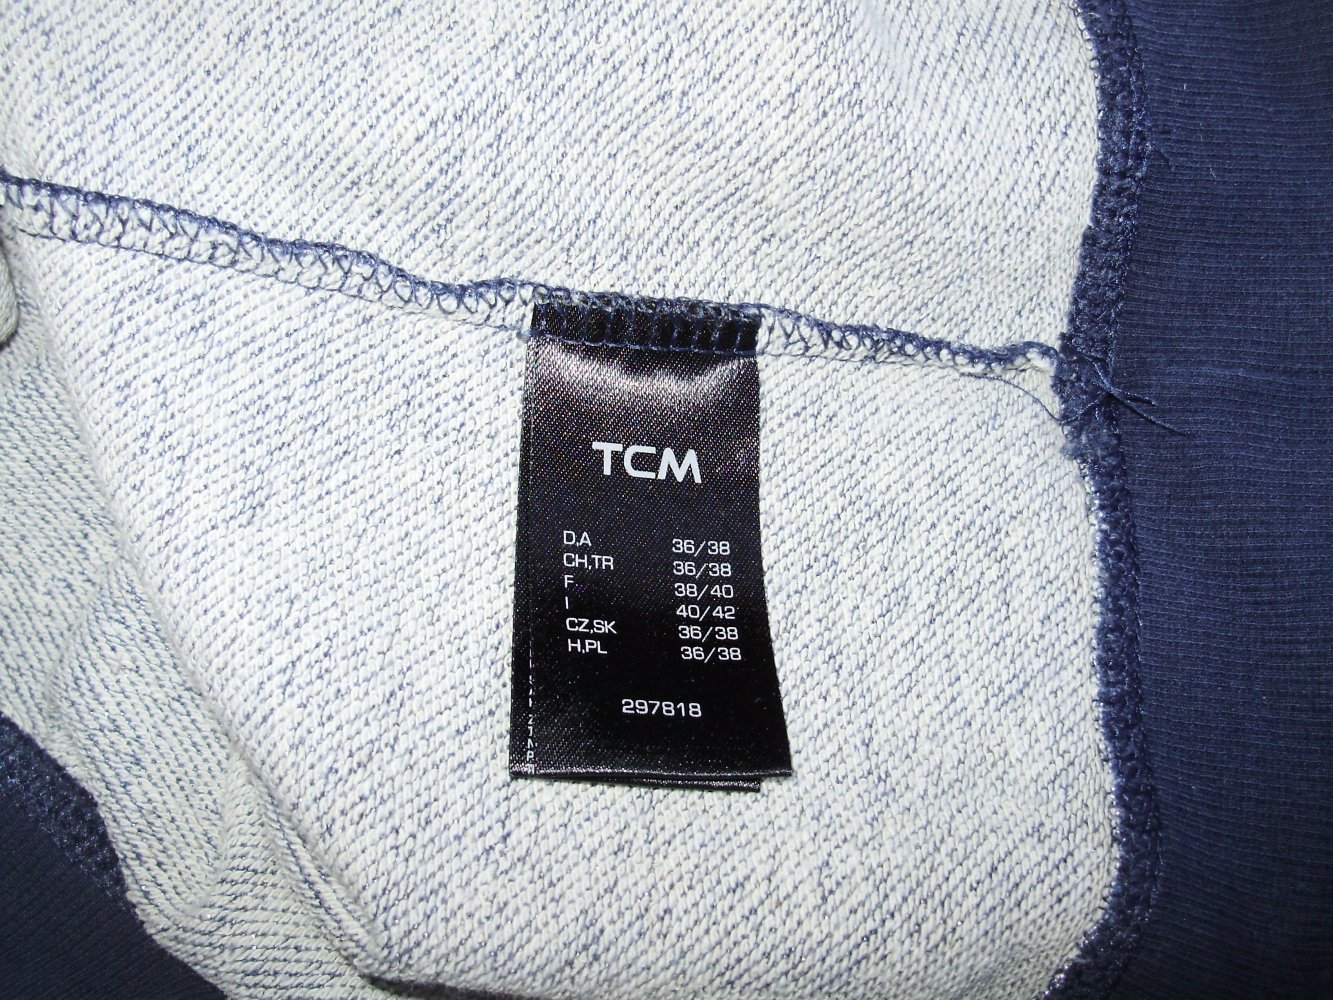 TCM
D,A 36/38
CH,TR 36/38
F 38/40
I 40/42
CZ,SK 36/38
H,PL 36/38
297818